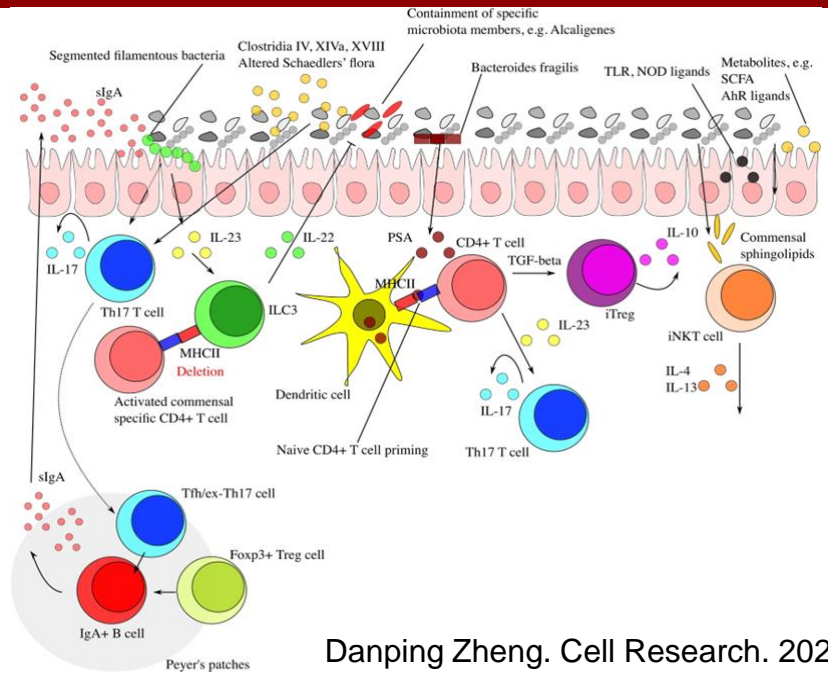 Containment of specific
microbiota members, e.g. Alcaligenes
Segmented filamentous bacteria
Clostridia IV, XIVa, XVIII
Altered Schaedlers' flora
Bacteroides fragilis
TLR, NOD ligands
Metabolites, e.g.
SCFA
AhR ligands
sIgA
IL-17
Th17 T cell
IL-23
IL-22
ILC3
MHCII
Deletion
Activated commensal
specific CD4+ T cell
PSA
MHCII
CD4+ T cell
TGF-beta
Dendritic cell
Naive CD4+ T cell priming
IL-23
IL-17
Th17 T cell
iTreg
IL-10
Commensal
sphingolipids
iNKT cell
IL-4
IL-13
sIgA
Tfh/ex-Th17 cell
Foxp3+ Treg cell
IgA+ B cell
Peyer's patches
Danping Zheng. Cell Research. 202